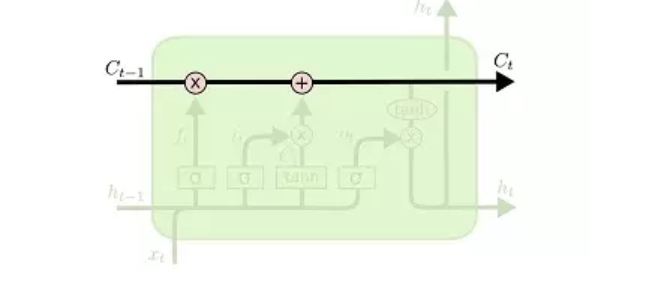 h_t
C_{t-1} × + C_t
tanh
f_t i_t × o_t ×
σ σ tanh σ
h_{t-1} h_t
x_t